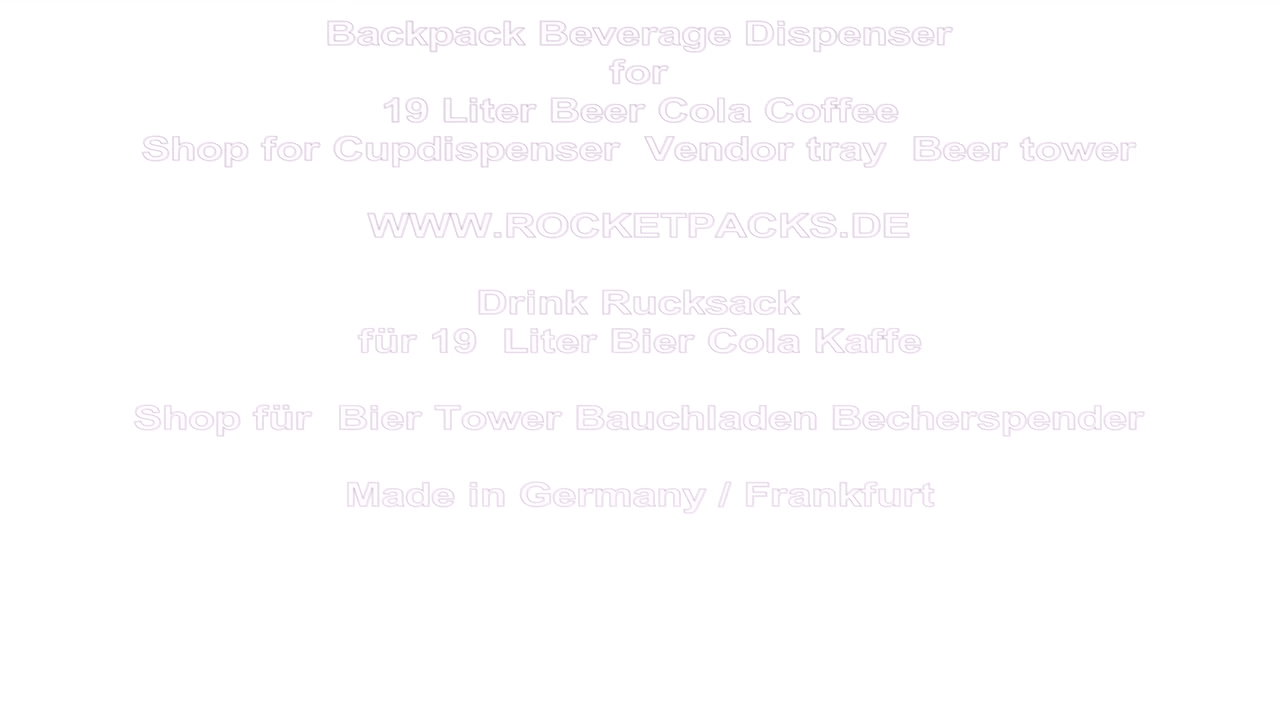 Backpack Beverage Dispenser
for
19 Liter Beer Cola Coffee
Shop for Cupdispenser  Vendor tray  Beer tower
WWW.ROCKETPACKS.DE
Drink Rucksack
für 19  Liter Bier Cola Kaffe
Shop für  Bier Tower Bauchladen Becherspender
Made in Germany / Frankfurt